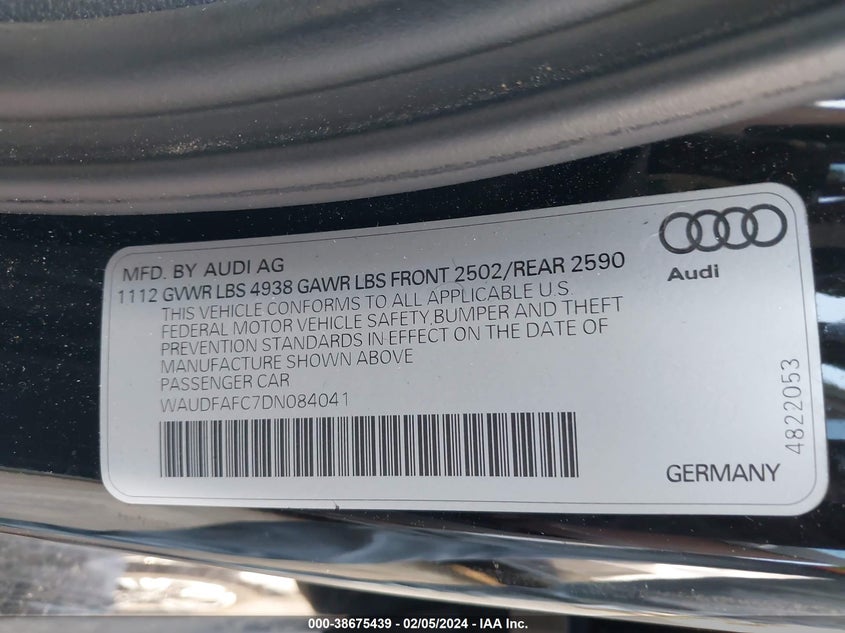 MFD. BY AUDI AG
1112 GVWR LBS 4938 GAWR LBS FRONT 2502/REAR 2590
THIS VEHICLE CONFORMS TO ALL APPLICABLE U.S.
FEDERAL MOTOR VEHICLE SAFETY,BUMPER AND THEFT
PREVENTION STANDARDS IN EFFECT ON THE DATE OF
MANUFACTURE SHOWN ABOVE
PASSENGER CAR
WAUDFAFC7DN084041
Audi
4822053
GERMANY
000-38675439 - 02/05/2024 - IAA Inc.